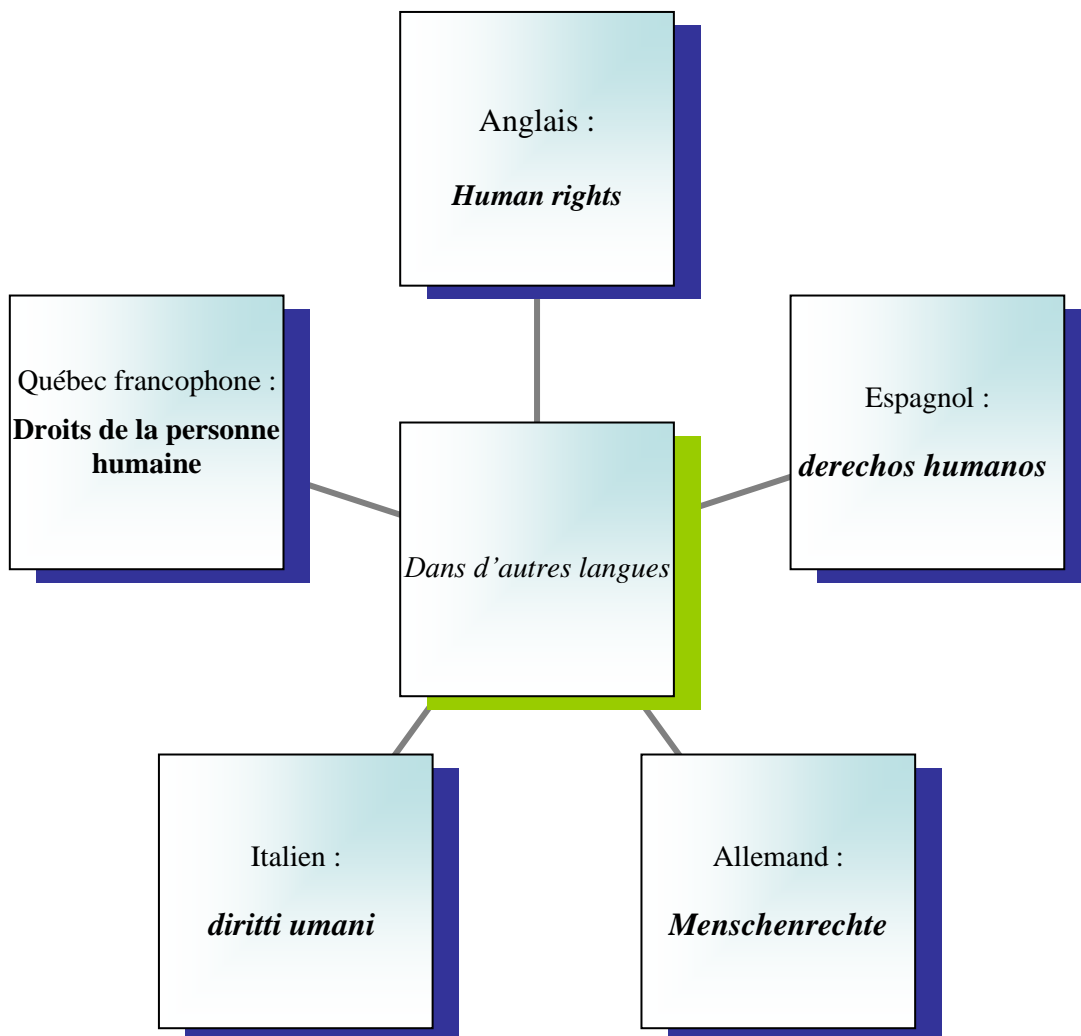 Anglais :
Human rights
Québec francophone :
Droits de la personne
humaine
Espagnol :
derechos humanos
Dans d’autres langues
Italien :
diritti umani
Allemand :
Menschenrechte